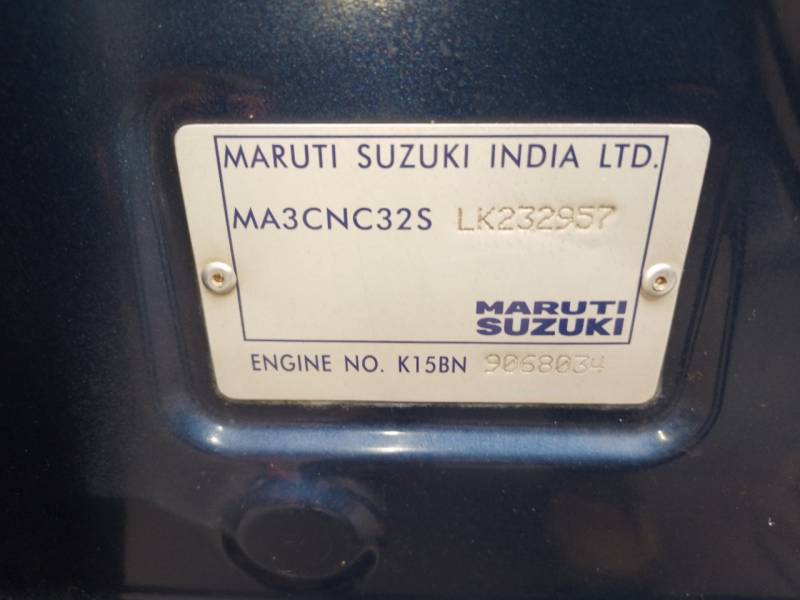 MARUTI SUZUKI INDIA LTD.
MA3CNC32S LK232957
MARUTI
SUZUKI
ENGINE NO. K15BN 9068034